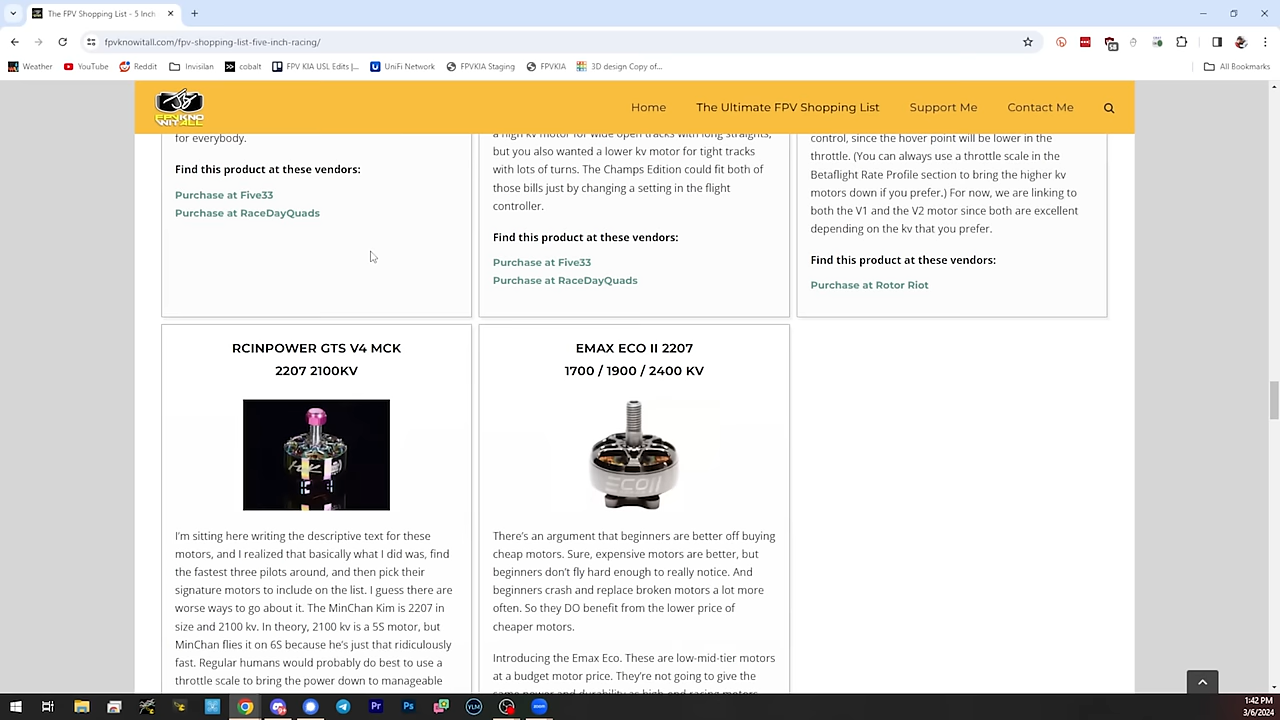 The FPV Shopping List - 5 Inch
fpvknowitall.com/fpv-shopping-list-five-inch-racing/
Weather
YouTube
Reddit
Invisilan
cobalt
FPV KIA USL Edits |...
UniFi Network
FPVKIA Staging
FPVKIA
3D design Copy of...
All Bookmarks
Home
The Ultimate FPV Shopping List
Support Me
Contact Me
for everybody.
Find this product at these vendors:
Purchase at Five33
Purchase at RaceDayQuads
a high kv motor for wide open tracks with long straights,
but you also wanted a lower kv motor for tight tracks
with lots of turns. The Champs Edition could fit both of
those bills just by changing a setting in the flight
controller.
Find this product at these vendors:
Purchase at Five33
Purchase at RaceDayQuads
control, since the hover point will be lower in the
throttle. (You can always use a throttle scale in the
Betaflight Rate Profile section to bring the higher kv
motors down if you prefer.) For now, we are linking to
both the V1 and the V2 motor since both are excellent
depending on the kv that you prefer.
Find this product at these vendors:
Purchase at Rotor Riot
RCINPOWER GTS V4 MCK
2207 2100KV
I'm sitting here writing the descriptive text for these
motors, and I realized that basically what I did was, find
the fastest three pilots around, and then pick their
signature motors to include on the list. I guess there are
worse ways to go about it. The MinChan Kim is 2207 in
size and 2100 kv. In theory, 2100 kv is a 5S motor, but
MinChan flies it on 6S because he's just that ridiculously
fast. Regular humans would probably do best to use a
throttle scale to bring the power down to manageable
EMAX ECO II 2207
1700 / 1900 / 2400 KV
ECO II
There's an argument that beginners are better off buying
cheap motors. Sure, expensive motors are better, but
beginners don't fly hard enough to really notice. And
beginners crash and replace broken motors a lot more
often. So they DO benefit from the lower price of
cheaper motors.
Introducing the Emax Eco. These are low-mid-tier motors
at a budget motor price. They're not going to give the
same power and durability as high-end racing motors
1:42 PM
3/6/2024